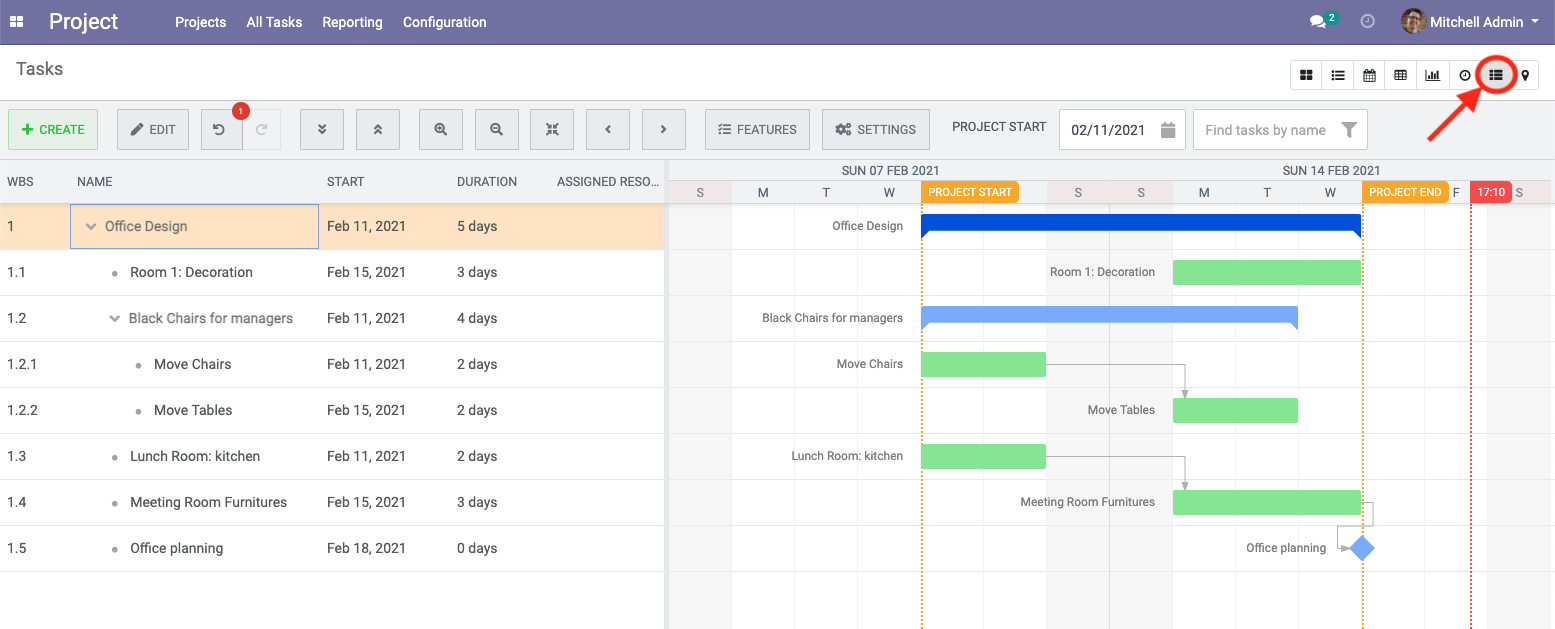 Project Projects All Tasks Reporting Configuration 2 Mitchell Admin
Tasks
CREATE EDIT 1 FEATURES SETTINGS PROJECT START 02/11/2021 Find tasks by name
WBS NAME START DURATION ASSIGNED RESO...
SUN 07 FEB 2021 SUN 14 FEB 2021
S M T W PROJECT START S S M T W PROJECT END F 17:10 S
1 Office Design Feb 11, 2021 5 days Office Design
1.1 Room 1: Decoration Feb 15, 2021 3 days Room 1: Decoration
1.2 Black Chairs for managers Feb 11, 2021 4 days Black Chairs for managers
1.2.1 Move Chairs Feb 11, 2021 2 days Move Chairs
1.2.2 Move Tables Feb 15, 2021 2 days Move Tables
1.3 Lunch Room: kitchen Feb 11, 2021 2 days Lunch Room: kitchen
1.4 Meeting Room Furnitures Feb 15, 2021 3 days Meeting Room Furnitures
1.5 Office planning Feb 18, 2021 0 days Office planning